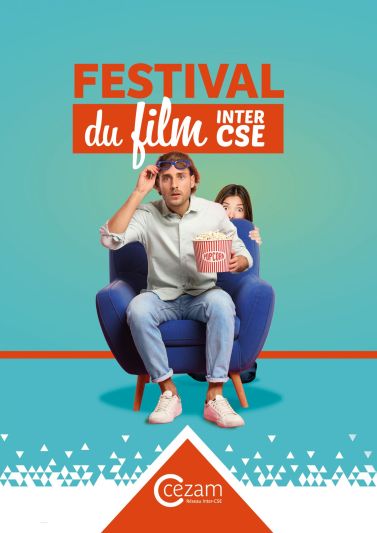 FESTIVAL
du film INTER CSE
POPCORN
cezam
Réseau Inter-CSE